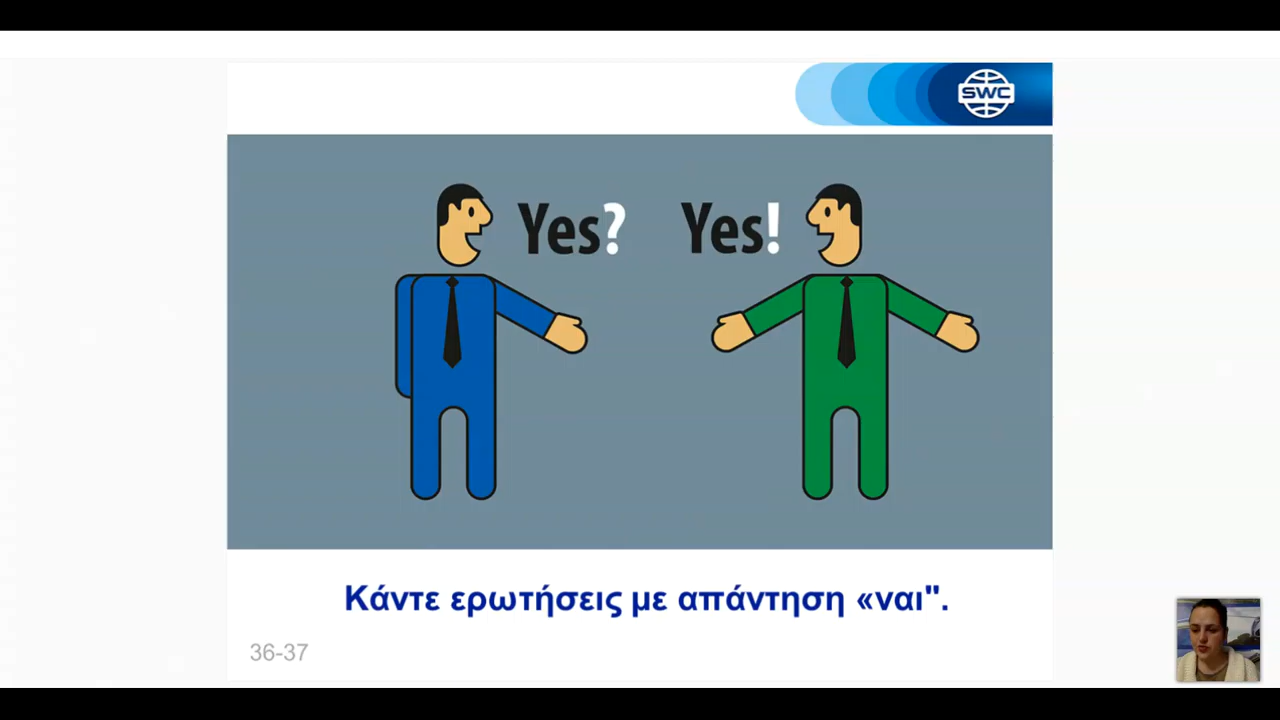 SWC
Yes? Yes!
Κάντε ερωτήσεις με απάντηση «ναι".
36-37